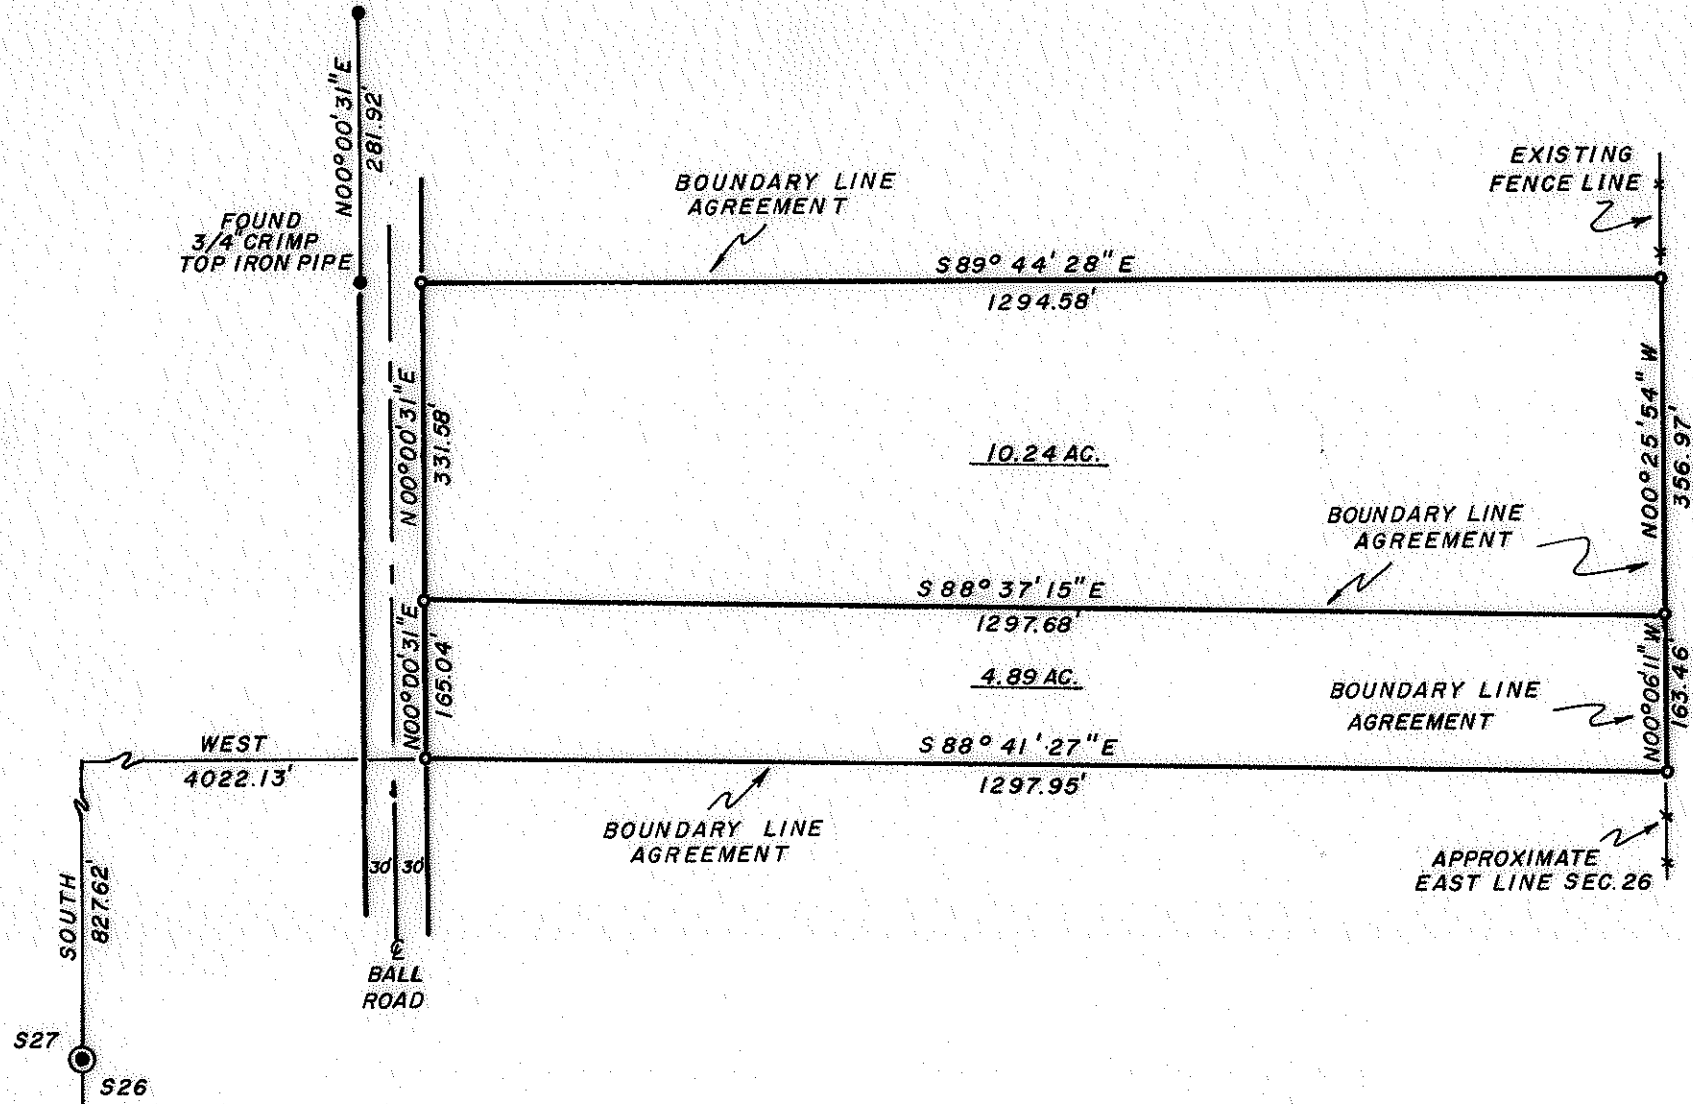 N00°00'31"E
281.92'
FOUND
3/4" CRIMP
TOP IRON PIPE
BOUNDARY LINE
AGREEMENT
EXISTING
FENCE LINE
S 89° 44' 28" E
1294.58'
N00°00'31"E
331.58'
10.24 AC.
N00°25'54" W
356.97'
BOUNDARY LINE
AGREEMENT
S 88° 37' 15" E
1297.68'
N00°00'31"E
165.04'
4.89 AC.
BOUNDARY LINE
AGREEMENT
N00°06'11"W
163.46'
WEST
4022.13'
S 88° 41' 27" E
1297.95'
BOUNDARY LINE
AGREEMENT
APPROXIMATE
EAST LINE SEC. 26
30' 30'
SOUTH
827.62'
℄
BALL
ROAD
S27
S26